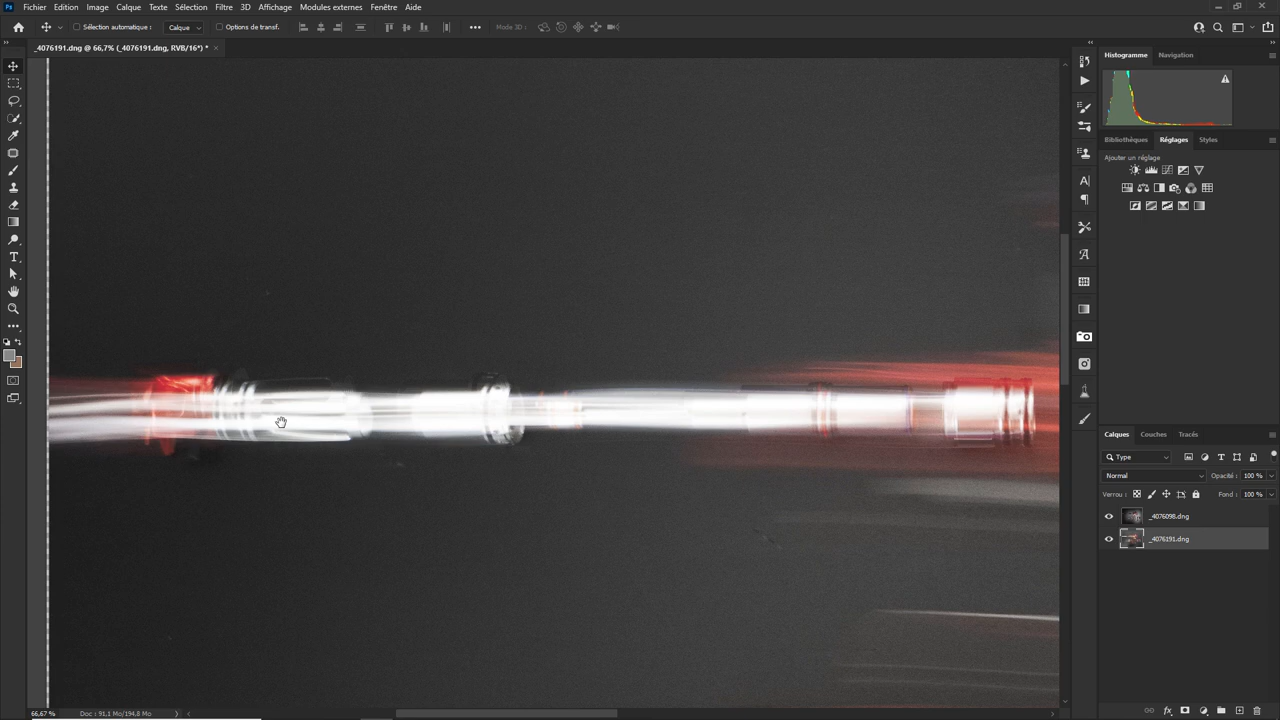 Ps Fichier Edition Image Calque Texte Sélection Filtre 3D Affichage Modules externes Fenêtre Aide
Sélection automatique : Calque Options de transf. Mode 3D :
_4076191.dng @ 66,7% (_4076191.dng, RVB/16*) *
Histogramme Navigation
Bibliothèques Réglages Styles
Ajouter un réglage
Calques Couches Tracés
Type
Normal Opacité : 100 %
Verrou : Fond : 100 %
_4076098.dng
_4076191.dng
66,67 % Doc : 91,1 Mo/194,8 Mo